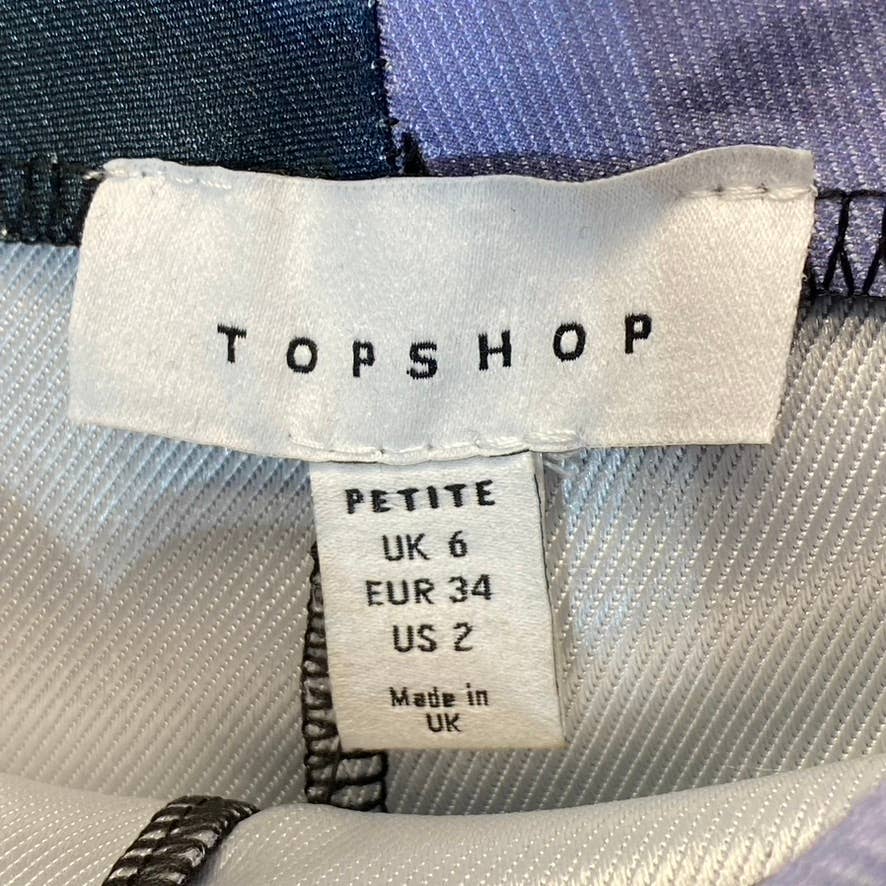 TOPSHOP
PETITE
UK 6
EUR 34
US 2
Made in
UK